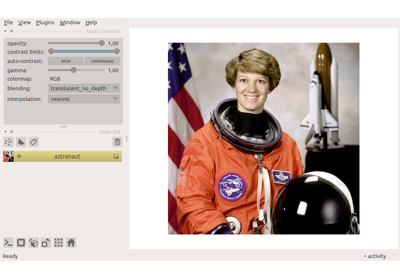 File View Plugins Window Help
layer controls
opacity: 1,00
contrast limits:
auto-contrast: once continuous
gamma: 1,00
colormap: RGB
blending: translucent_no_depth
interpolation: nearest
layer list
astronaut
Ready activity